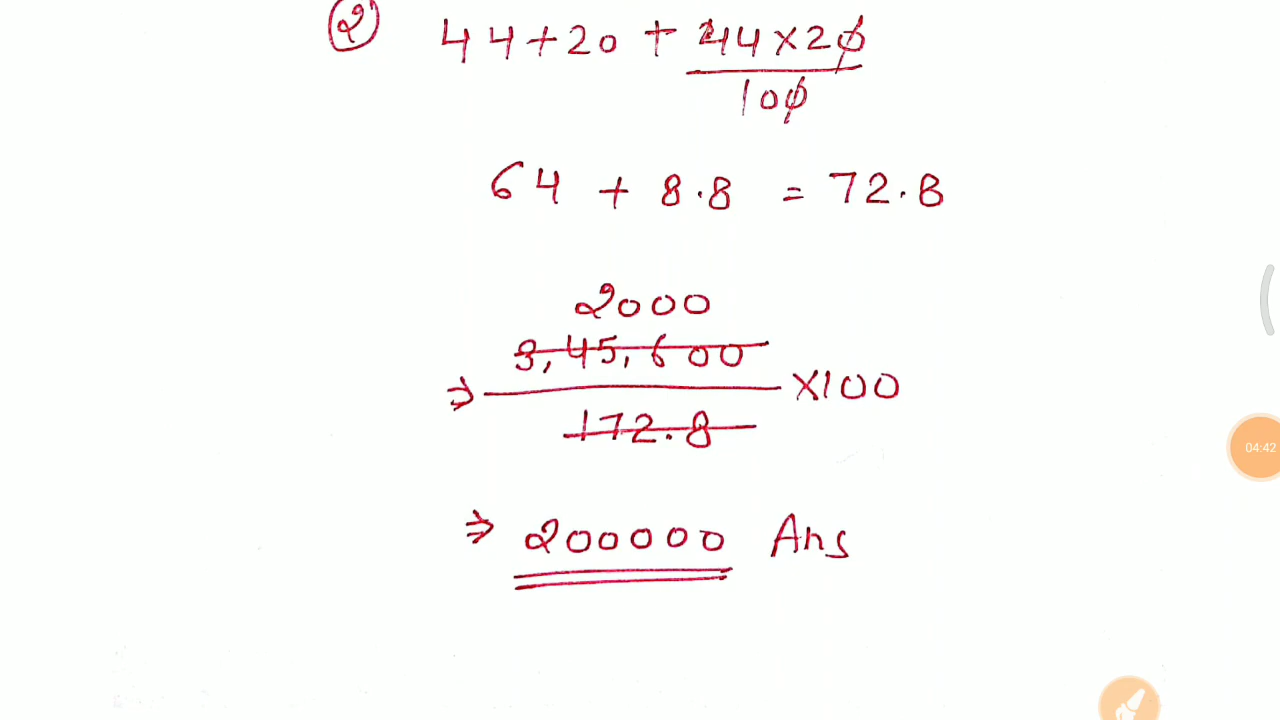 ② 44+20 + 44×20
100
64 + 8.8 = 72.8
2000
⇒ 3,45,600 ×100
172.8
04:42
⇒ 200000 Ans